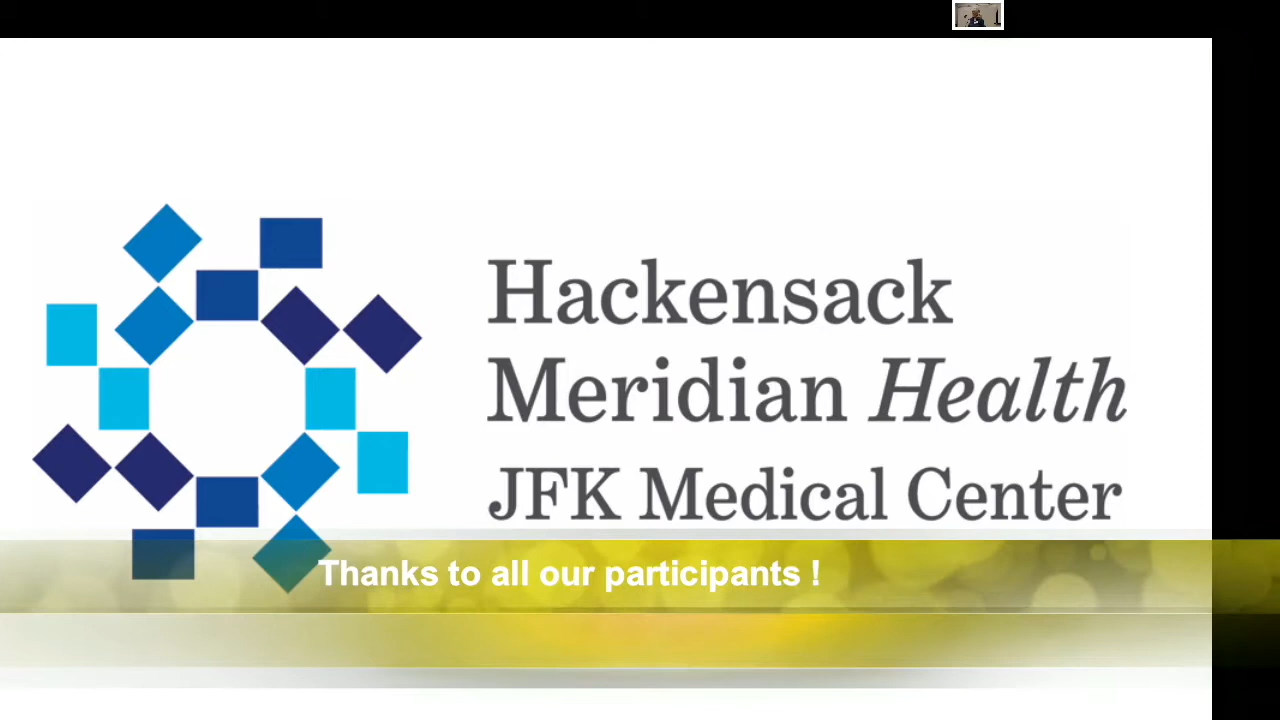 Hackensack
Meridian Health
JFK Medical Center
Thanks to all our participants !